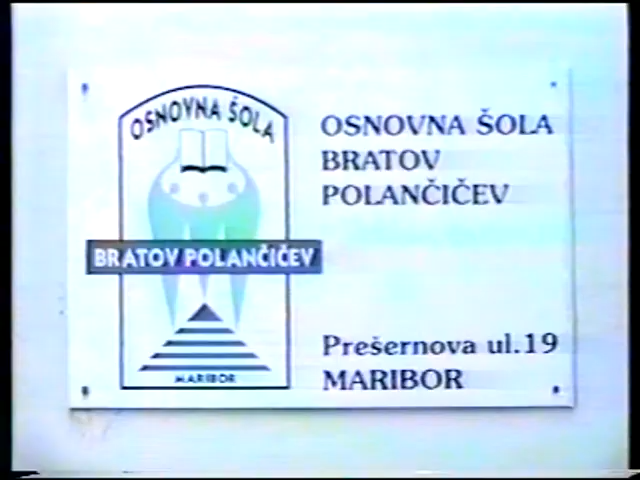 OSNOVNA ŠOLA
BRATOV POLANČIČEV
MARIBOR
OSNOVNA ŠOLA
BRATOV
POLANČIČEV
Prešernova ul.19
MARIBOR